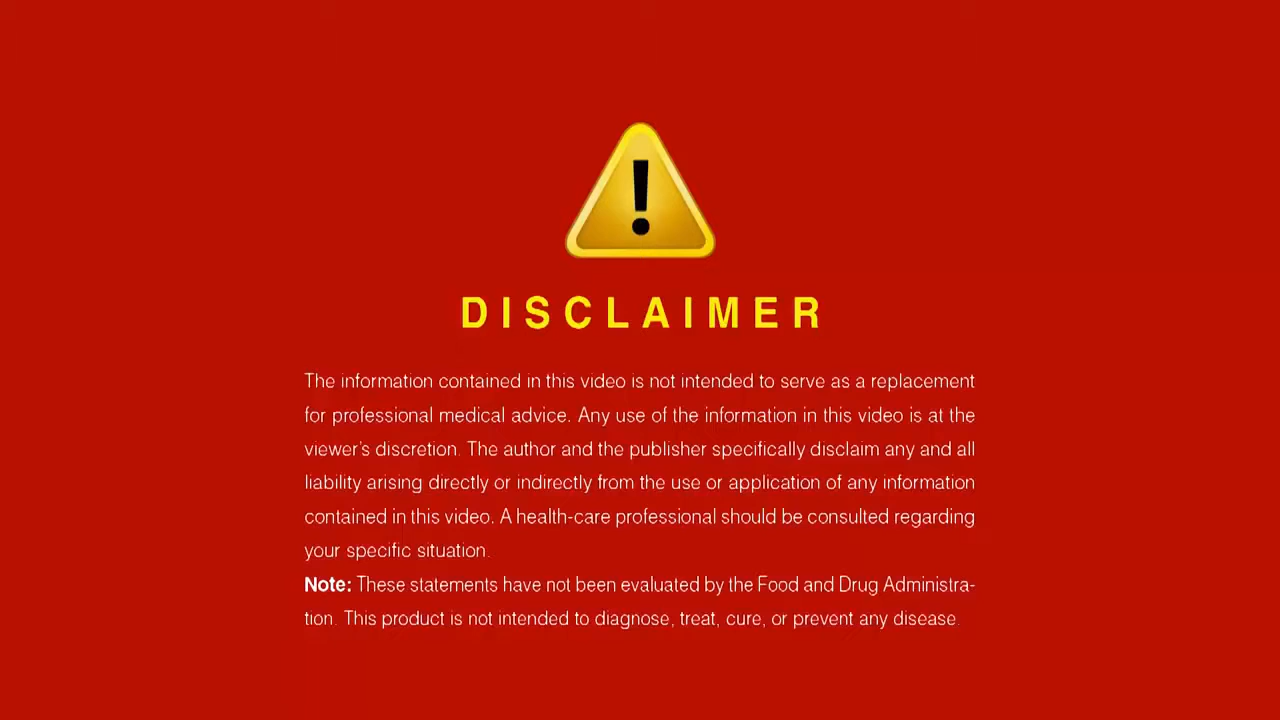 !
DISCLAIMER
The information contained in this video is not intended to serve as a replacement
for professional medical advice. Any use of the information in this video is at the
viewer's discretion. The author and the publisher specifically disclaim any and all
liability arising directly or indirectly from the use or application of any information
contained in this video. A health-care professional should be consulted regarding
your specific situation.
Note: These statements have not been evaluated by the Food and Drug Administra-
tion. This product is not intended to diagnose, treat, cure, or prevent any disease.